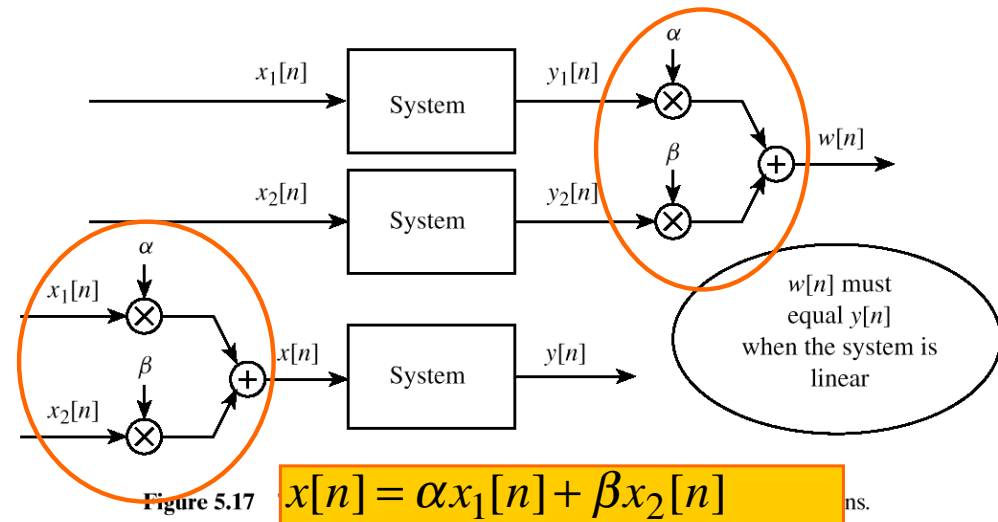 α
x₁[n]
y₁[n]
System
w[n]
β
x₂[n]
y₂[n]
System
α
x₁[n]
w[n] must
equal y[n]
when the system is
linear
x[n]
y[n]
System
β
x₂[n]
Figure 5.17
x[n] = αx₁[n] + βx₂[n]
ns.